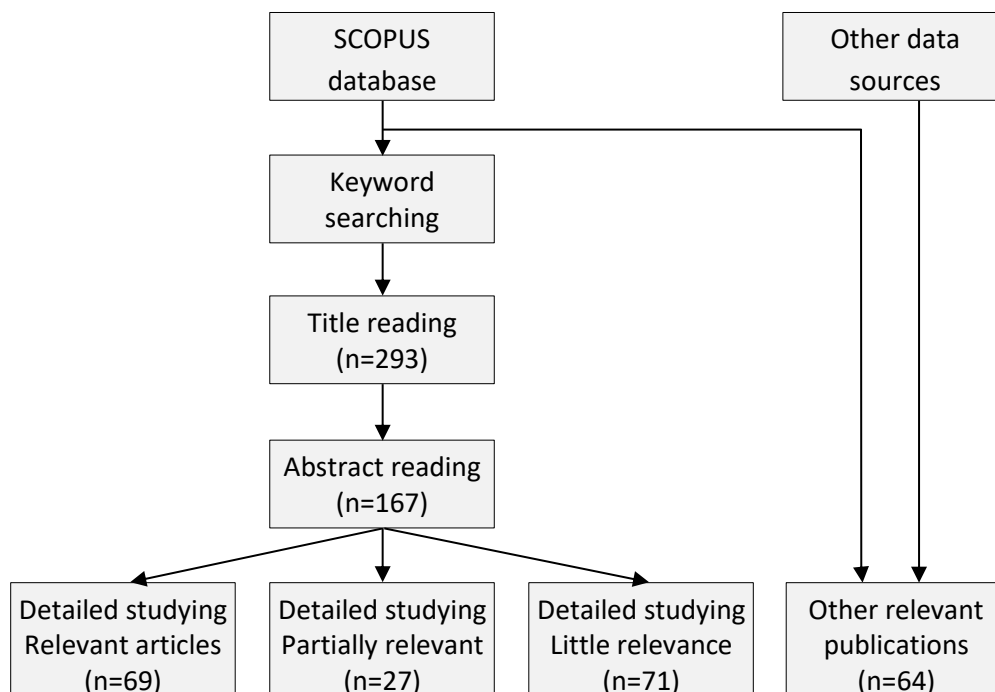 SCOPUS
database
Other data
sources
Keyword
searching
Title reading
(n=293)
Abstract reading
(n=167)
Detailed studying
Relevant articles
(n=69)
Detailed studying
Partially relevant
(n=27)
Detailed studying
Little relevance
(n=71)
Other relevant
publications
(n=64)